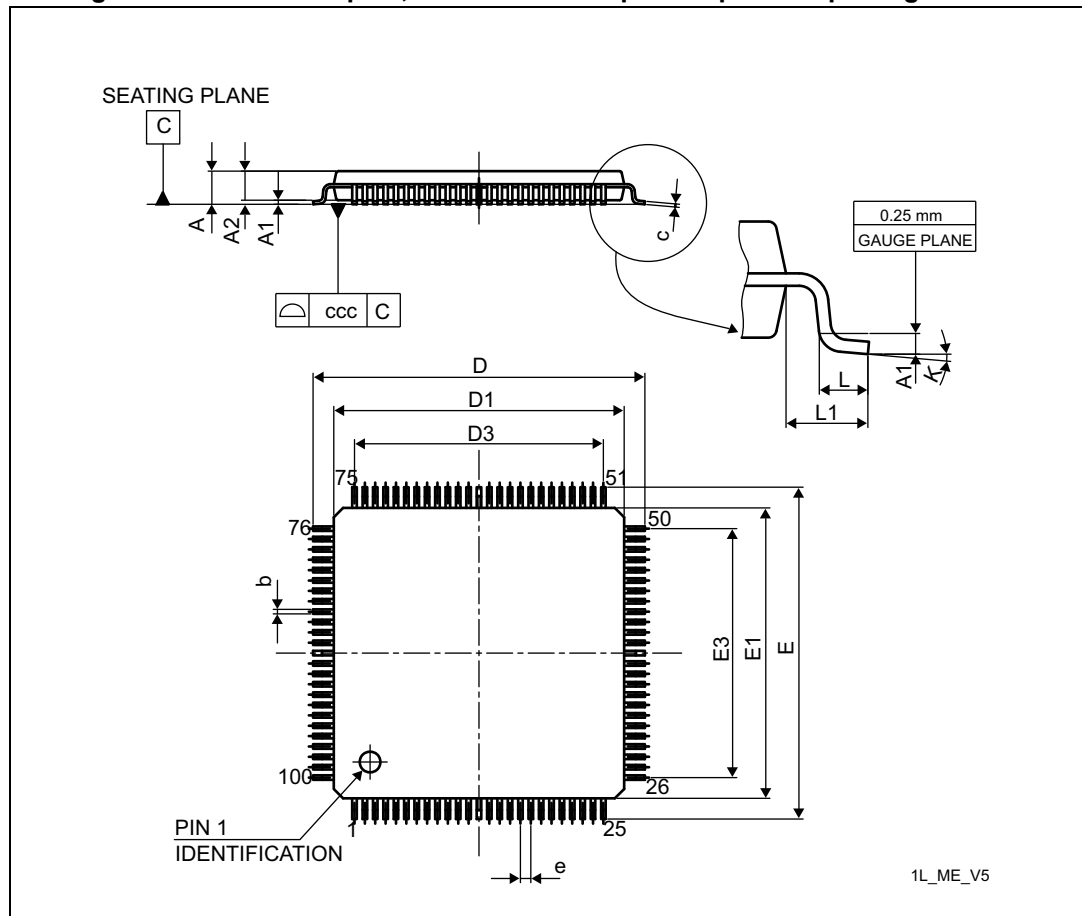 SEATING PLANE
C
A
A2
A1
c
ccc C
0.25 mm
GAUGE PLANE
A1
K
L
L1
D
D1
D3
75
51
76
50
b
E3
E1
E
100
26
PIN 1
IDENTIFICATION
1
25
e
1L_ME_V5